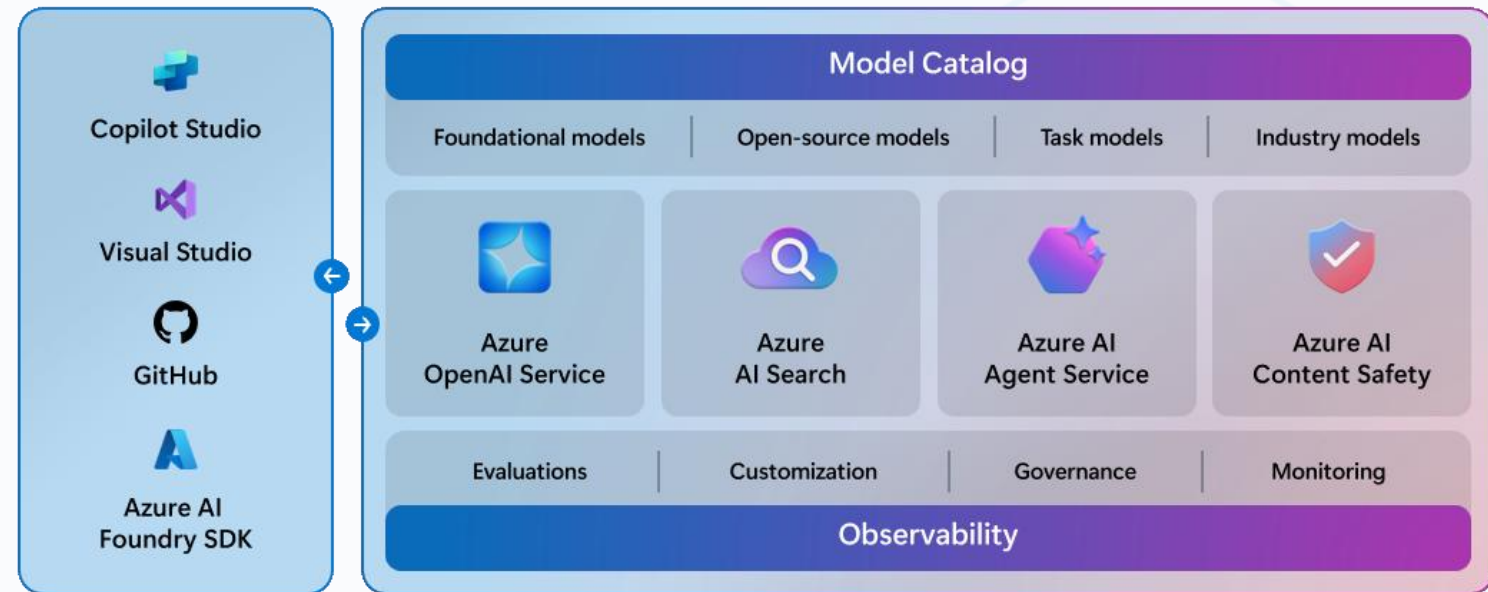 Copilot Studio
Visual Studio
GitHub
Azure AI
Foundry SDK
Model Catalog
Foundational models
Open-source models
Task models
Industry models
Azure
OpenAI Service
Azure
AI Search
Azure AI
Agent Service
Azure AI
Content Safety
Evaluations
Customization
Governance
Monitoring
Observability